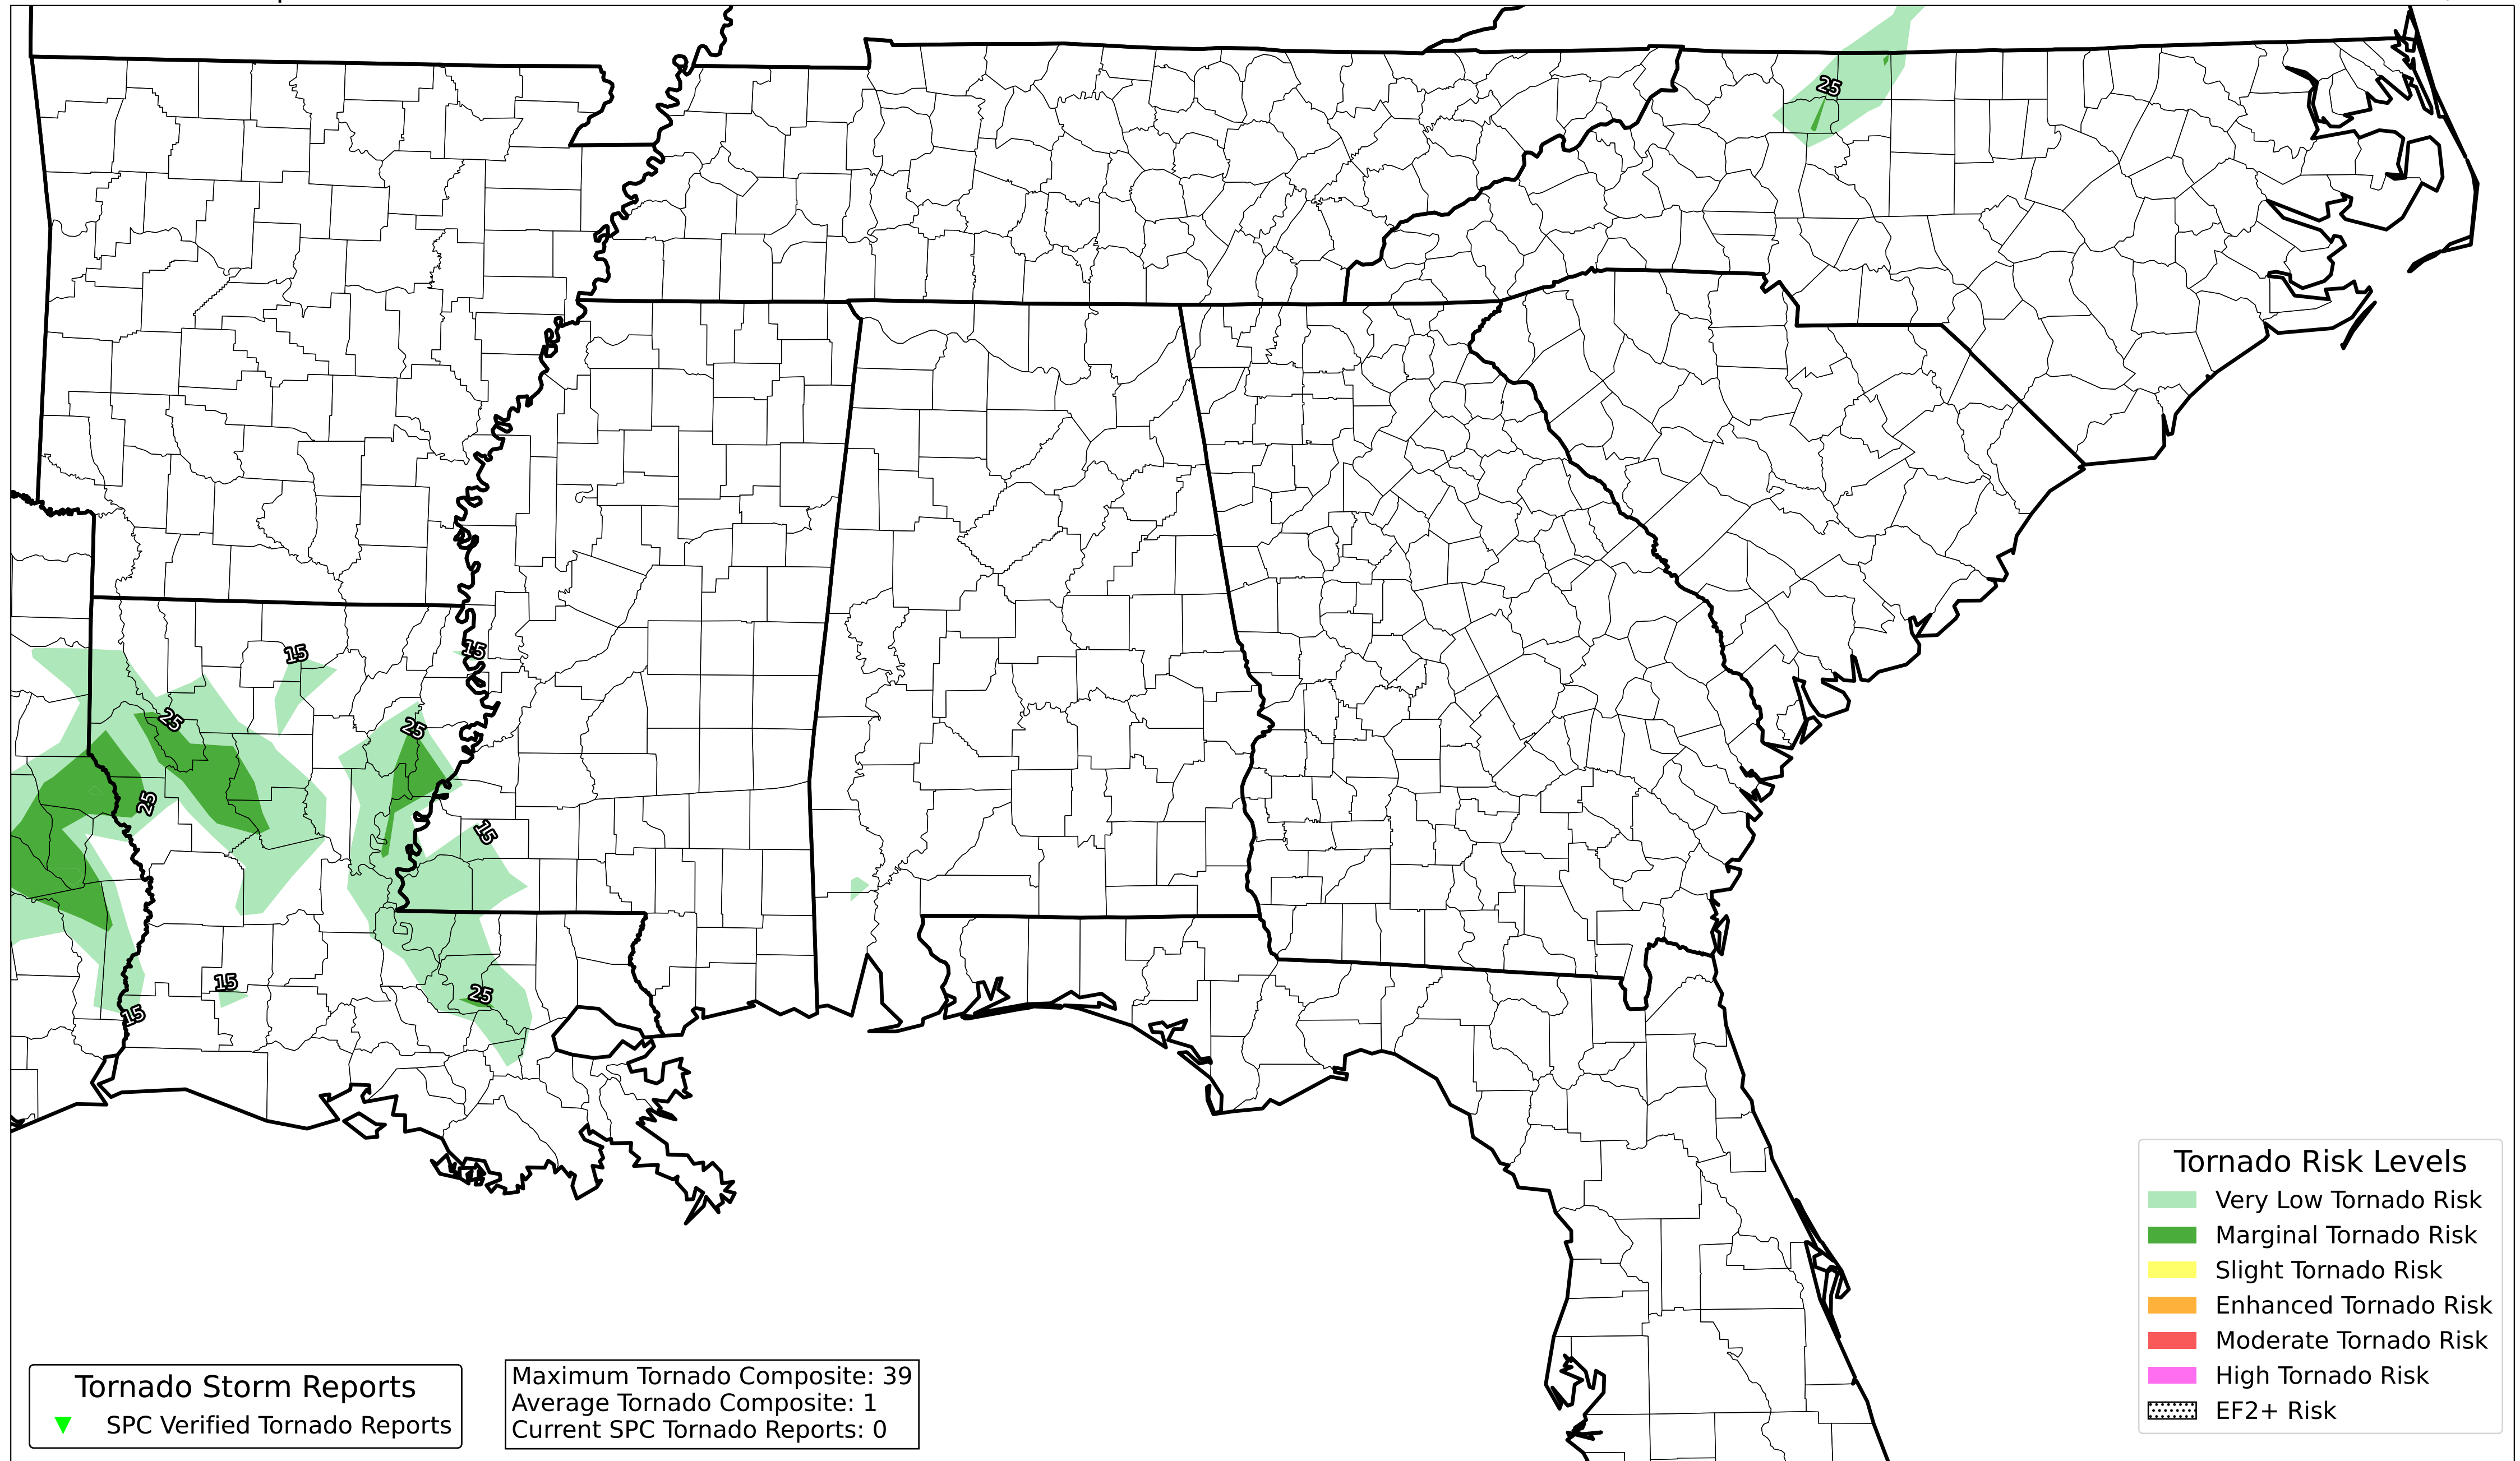 25
15
15
25
25
25
15
15
25
15
Tornado Risk Levels
Very Low Tornado Risk
Marginal Tornado Risk
Slight Tornado Risk
Enhanced Tornado Risk
Moderate Tornado Risk
High Tornado Risk
EF2+ Risk
Tornado Storm Reports
SPC Verified Tornado Reports
Maximum Tornado Composite: 39
Average Tornado Composite: 1
Current SPC Tornado Reports: 0